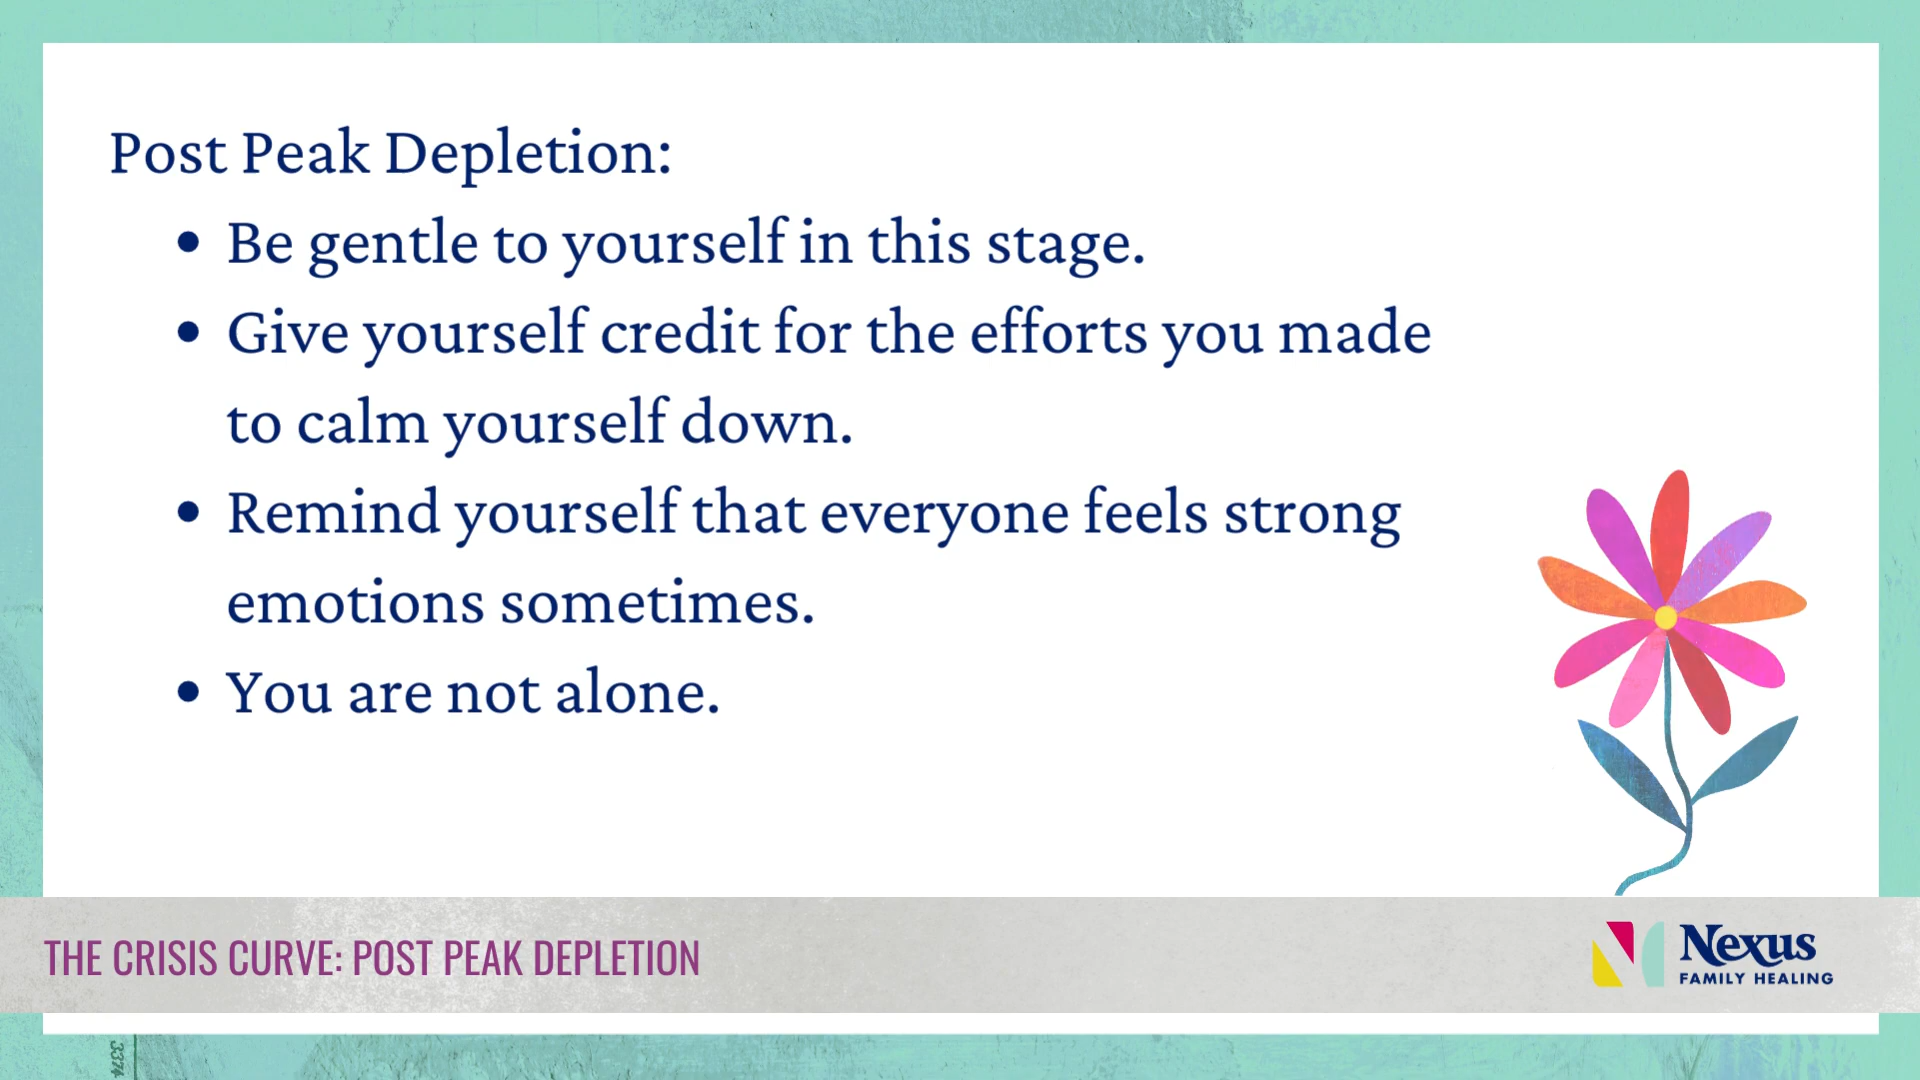 Post Peak Depletion:
• Be gentle to yourself in this stage.
• Give yourself credit for the efforts you made
to calm yourself down.
• Remind yourself that everyone feels strong
emotions sometimes.
• You are not alone.
THE CRISIS CURVE: POST PEAK DEPLETION
Nexus
FAMILY HEALING
3374